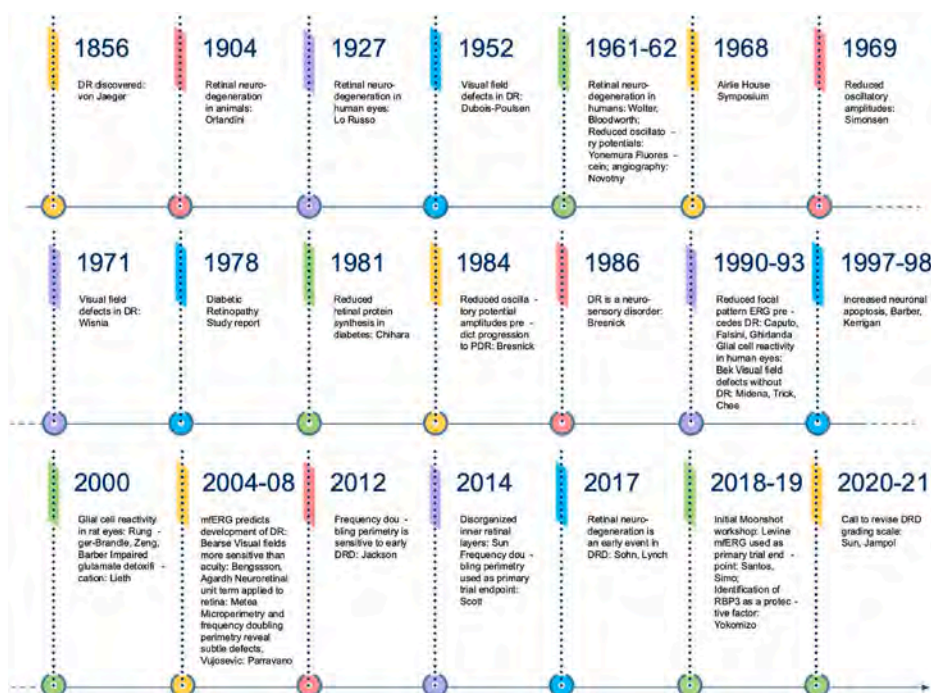 1856
DR discovered:
von Jaeger
1904
Retinal neuro-
degeneration
in animals:
Orlandini
1927
Retinal neuro-
degeneration in
human eyes:
Lo Russo
1952
Visual field
defects in DR:
Dubois-Poulsen
1961-62
Retinal neuro-
degeneration in
humans: Wolter,
Bloodworth;
Reduced oscillato -
ry potentials:
Yonemura Fluores -
cein; angiography:
Novotny
1968
Airlie House
Symposium
1969
Reduced
oscillatory
amplitudes:
Simonsen
1971
Visual field
defects in DR:
Wisnia
1978
Diabetic
Retinopathy
Study report
1981
Reduced
retinal protein
synthesis in
diabetes: Chihara
1984
Reduced oscilla -
tory potential
amplitudes pre -
dict progression
to PDR: Bresnick
1986
DR is a neuro-
sensory disorder:
Bresnick
1990-93
Reduced focal
pattern ERG pre -
cedes DR: Caputo,
Falsini, Ghirlanda
Glial cell reactivity
in human eyes:
Bek Visual field
defects without
DR: Midena, Trick,
Chee
1997-98
Increased neuronal
apoptosis, Barber,
Kerrigan
2000
Glial cell reactivity
in rat eyes: Rung -
ger-Brandle, Zeng,
Barber Impaired
glutamate detoxifi -
cation: Lieth
2004-08
mfERG predicts
development of DR:
Bearse Visual fields
more sensitive than
acuity: Bengssson,
Agardh Neuroretinal
unit term applied to
retina: Metea
Microperimetry and
frequency doubling
perimetry reveal
subtle defects,
Vujosevic: Parravano
2012
Frequency dou -
bling perimetry is
sensitive to early
DRD: Jackson
2014
Disorganized
inner retinal
layers: Sun
Frequency dou -
bling perimetry
used as primary
trial endpoint:
Scott
2017
Retinal neuro-
degeneration is
an early event in
DRD: Sohn, Lynch
2018-19
Initial Moonshot
workshop: Levine
mfERG used as
primary trial end -
point: Santos,
Simo;
Identification of
RBP3 as a protec -
tive factor:
Yokomizo
2020-21
Call to revise DRD
grading scale:
Sun, Jampol